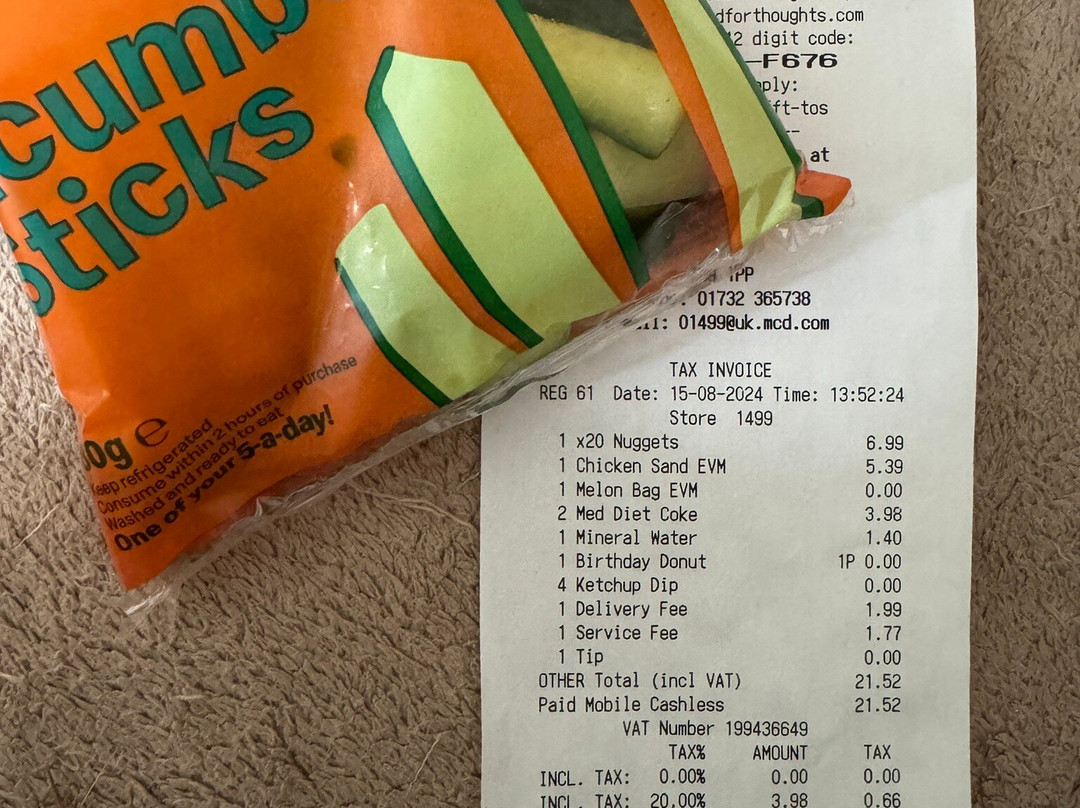 cumb
sticks
0g e
Keep refrigerated
Consume within 2 hours of purchase
Washed and ready to eat
One of your 5-a-day!
dforthoughts.com
12 digit code:
-F676
ply:
ft-tos
--
at
1PP
: 01732 365738
il: 01499@uk.mcd.com
TAX INVOICE
REG 61 Date: 15-08-2024 Time: 13:52:24
Store 1499
1 x20 Nuggets 6.99
1 Chicken Sand EVM 5.39
1 Melon Bag EVM 0.00
2 Med Diet Coke 3.98
1 Mineral Water 1.40
1 Birthday Donut 1P 0.00
4 Ketchup Dip 0.00
1 Delivery Fee 1.99
1 Service Fee 1.77
1 Tip 0.00
OTHER Total (incl VAT) 21.52
Paid Mobile Cashless 21.52
VAT Number 199436649
TAX% AMOUNT TAX
INCL. TAX: 0.00% 0.00 0.00
INCL. TAX: 20.00% 3.98 0.66